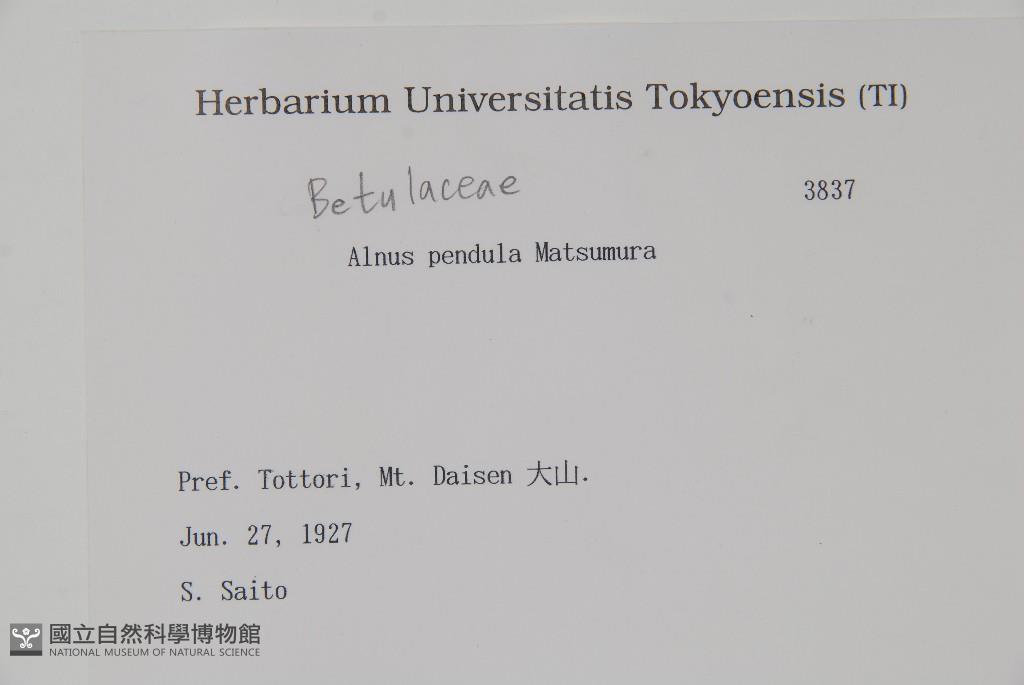 Herbarium Universitatis Tokyoensis (TI)
Betulaceae
3837
Alnus pendula Matsumura
Pref. Tottori, Mt. Daisen 大山.
Jun. 27, 1927
S. Saito
國立自然科學博物館
NATIONAL MUSEUM OF NATURAL SCIENCE